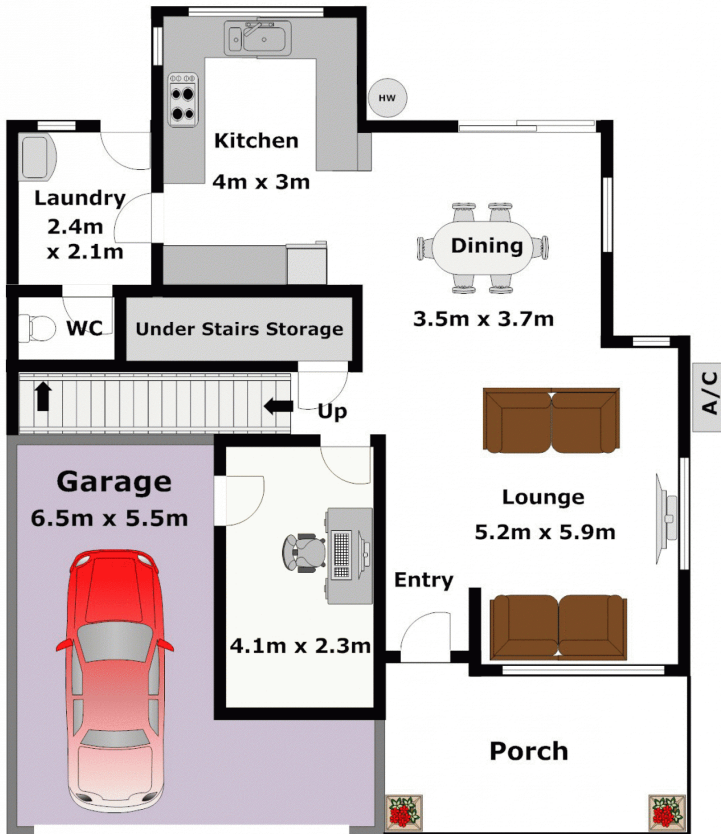 HW
Kitchen
4m x 3m
Laundry
2.4m
x 2.1m
Dining
3.5m x 3.7m
WC
Under Stairs Storage
A/C
Up
Garage
6.5m x 5.5m
Lounge
5.2m x 5.9m
Entry
4.1m x 2.3m
Porch